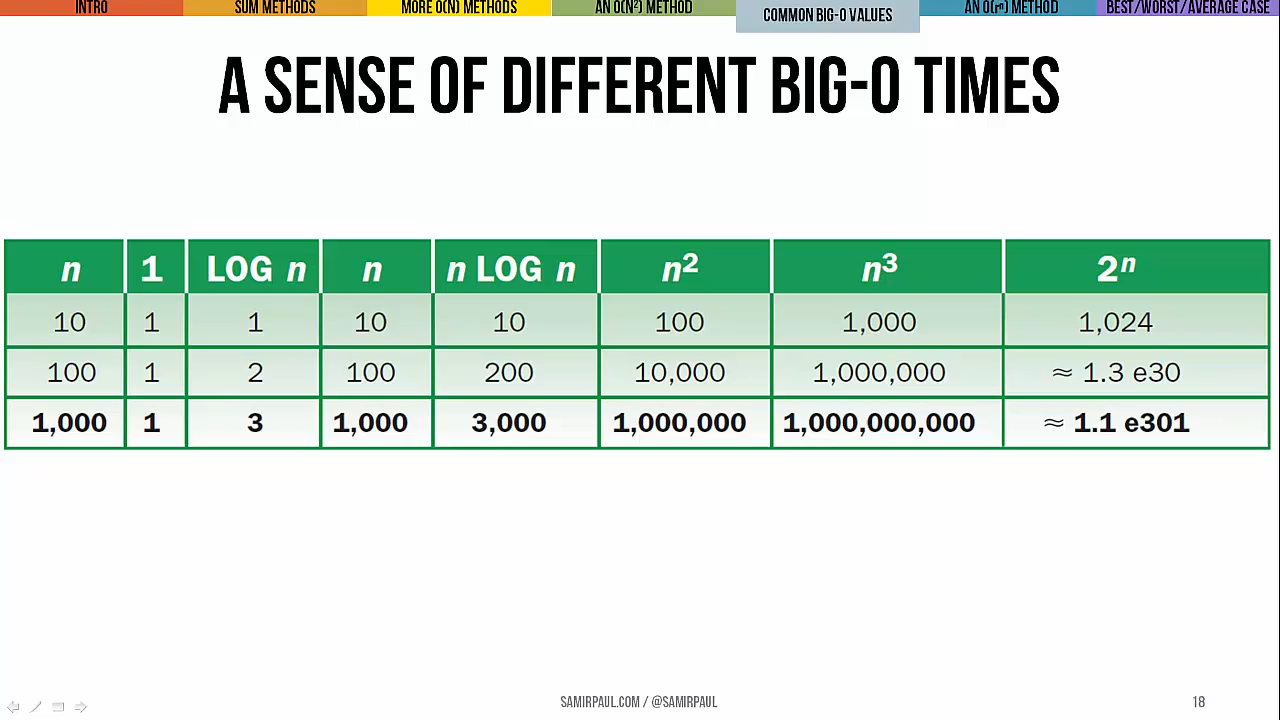 INTRO SUM METHODS MORE O(N) METHODS AN O(N²) METHOD COMMON BIG-O VALUES AN O(rⁿ) METHOD BEST/WORST/AVERAGE CASE
A SENSE OF DIFFERENT BIG-O TIMES
n 1 LOG n n n LOG n n² n³ 2ⁿ
10 1 1 10 10 100 1,000 1,024
100 1 2 100 200 10,000 1,000,000 ≈ 1.3 e30
1,000 1 3 1,000 3,000 1,000,000 1,000,000,000 ≈ 1.1 e301
SAMIRPAUL.COM / @SAMIRPAUL 18